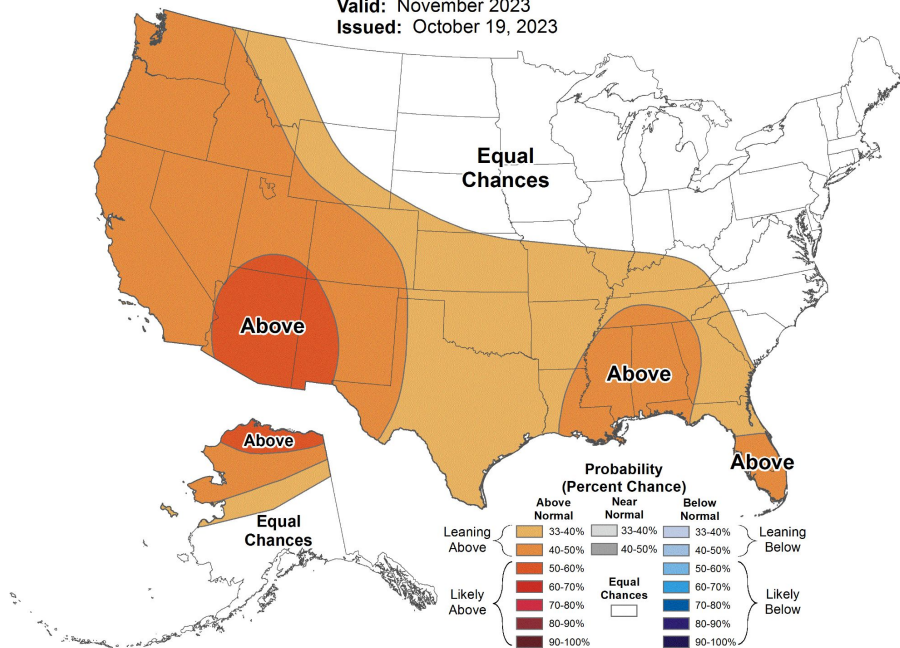 Valid: November 2023
Issued: October 19, 2023
Equal
Chances
Above
Above
Above
Above
Equal
Chances
Probability
(Percent Chance)
Above
Normal
Near
Normal
Below
Normal
Leaning
Above
33-40%
40-50%
33-40%
40-50%
33-40%
40-50%
Leaning
Below
Likely
Above
50-60%
60-70%
70-80%
80-90%
90-100%
Equal
Chances
50-60%
60-70%
70-80%
80-90%
90-100%
Likely
Below